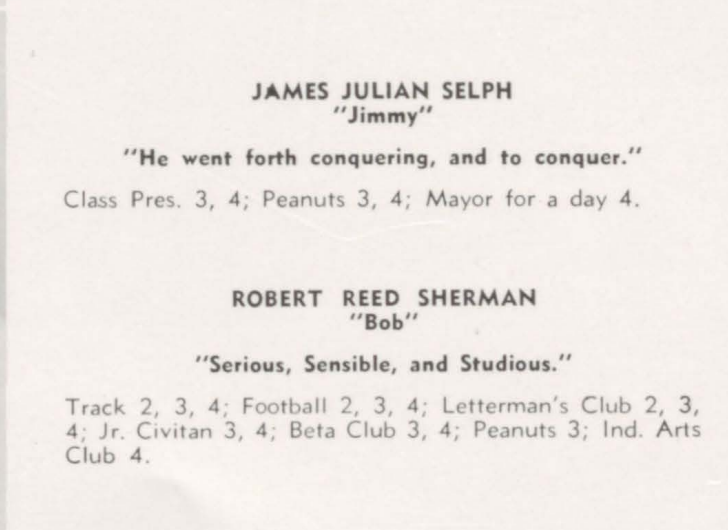 JAMES JULIAN SELPH
"Jimmy"
"He went forth conquering, and to conquer."
Class Pres. 3, 4; Peanuts 3, 4; Mayor for a day 4.
ROBERT REED SHERMAN
"Bob"
"Serious, Sensible, and Studious."
Track 2, 3, 4; Football 2, 3, 4; Letterman's Club 2, 3,
4; Jr. Civitan 3, 4; Beta Club 3, 4; Peanuts 3; Ind. Arts
Club 4.